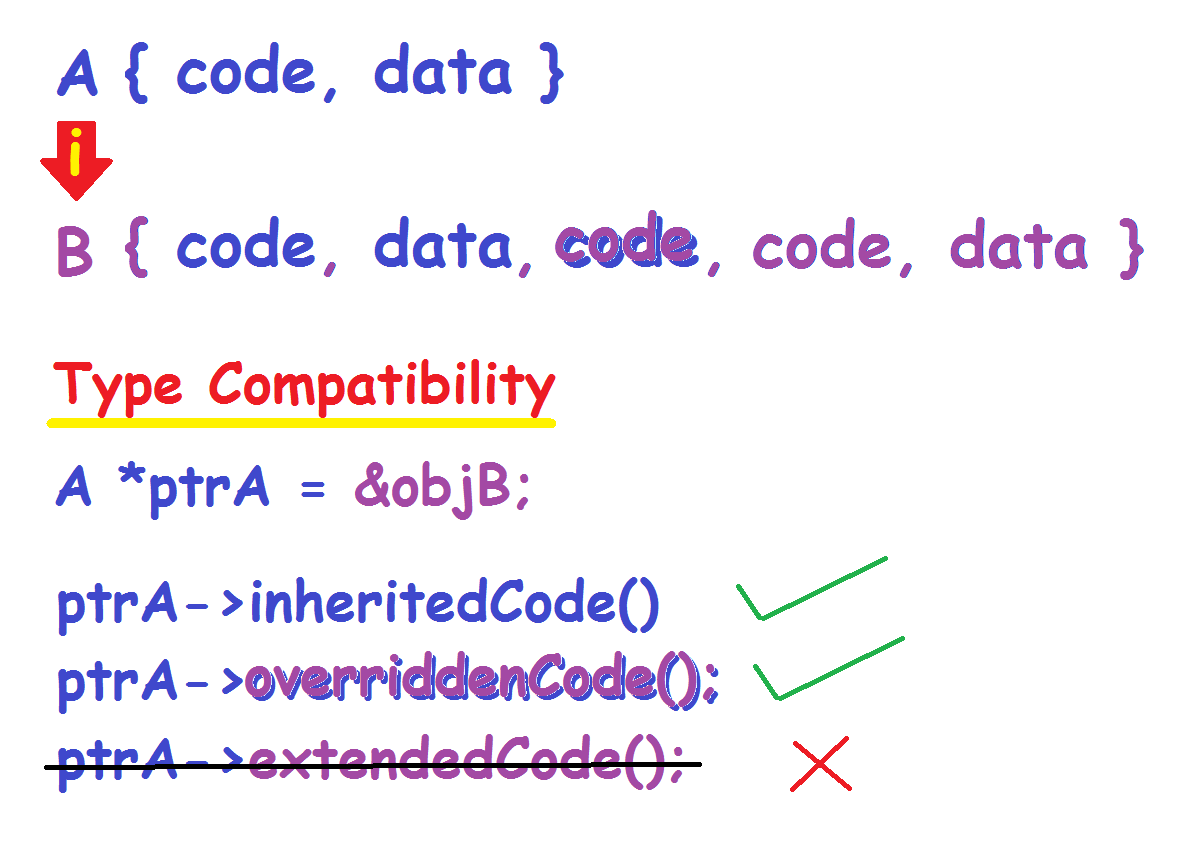 A { code, data }
i
B { code, data, code, code, data }
Type Compatibility
A *ptrA = &objB;
ptrA->inheritedCode()
ptrA->overriddenCode();
ptrA->extendedCode();